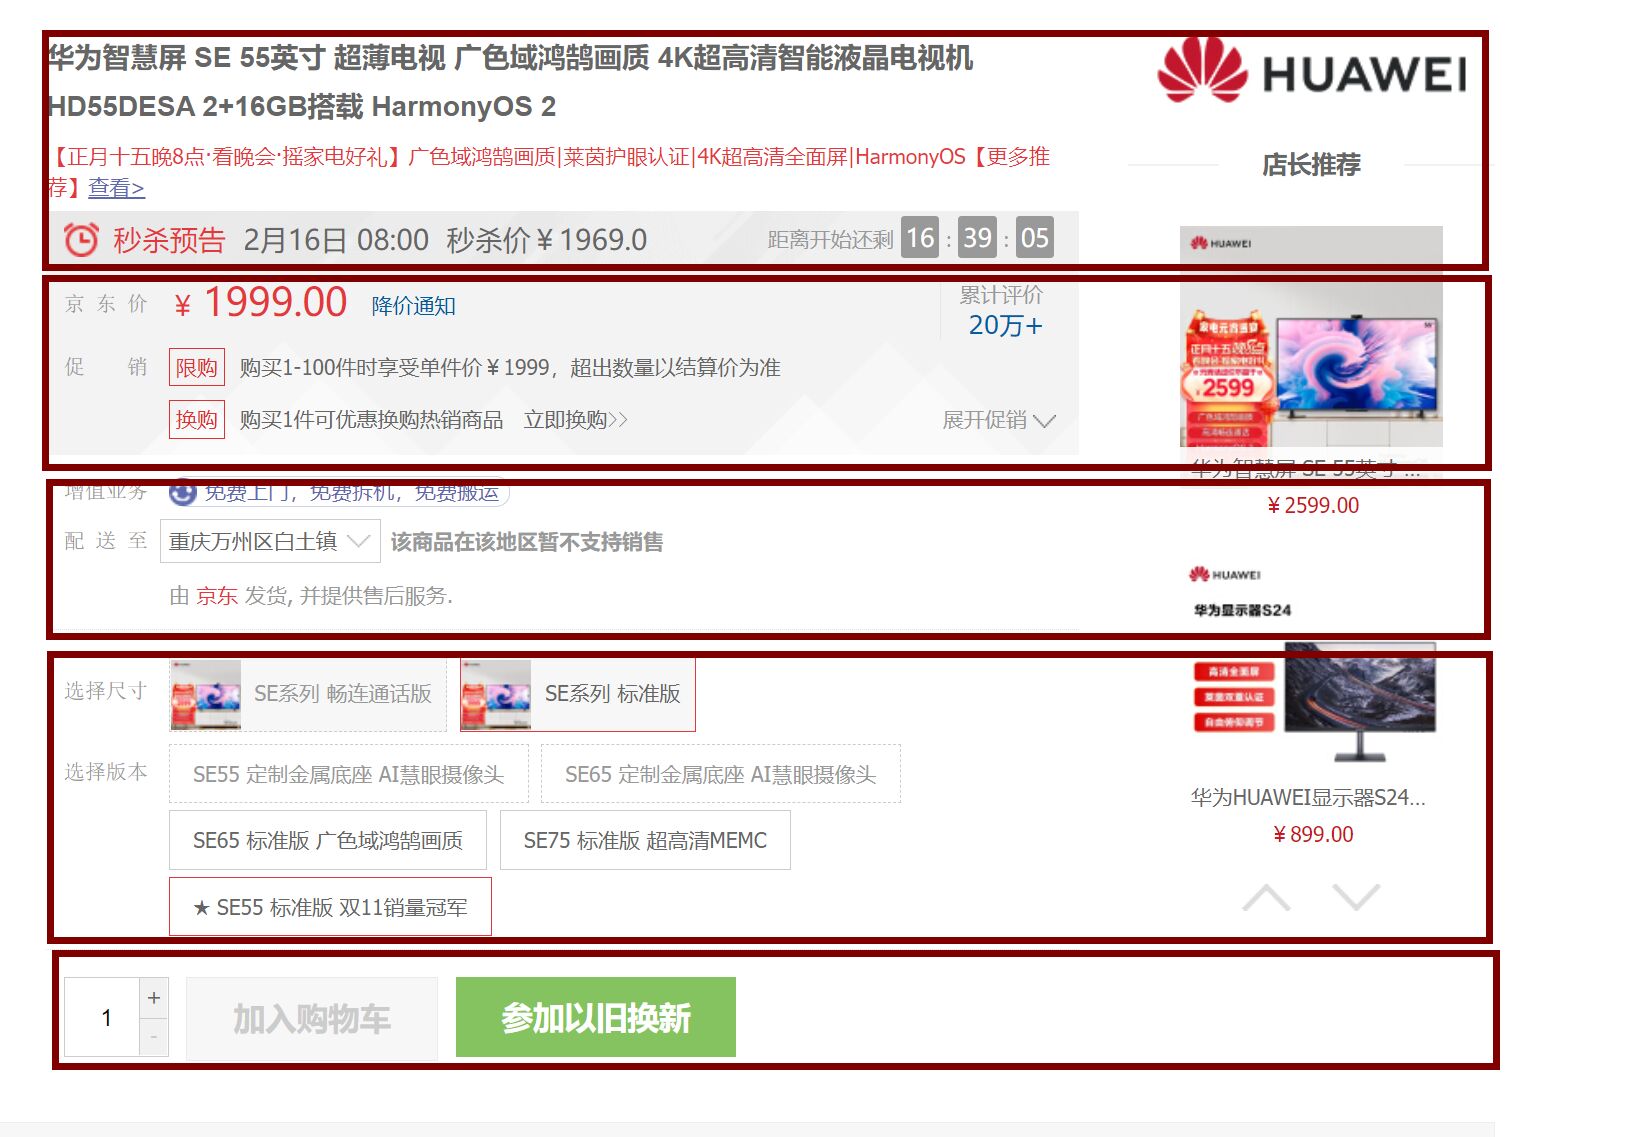 华为智慧屏 SE 55英寸 超薄电视 广色域鸿鹄画质 4K超高清智能液晶电视机
HD55DESA 2+16GB搭载 HarmonyOS 2
【正月十五晚8点·看晚会·摇家电好礼】广色域鸿鹄画质|莱茵护眼认证|4K超高清全面屏|HarmonyOS【更多推
荐】查看>
秒杀预告 2月16日 08:00 秒杀价￥1969.0 距离开始还剩 16 : 39 : 05
京东价 ￥ 1999.00 降价通知
累计评价
20万+
促销 限购 购买1-100件时享受单件价￥1999，超出数量以结算价为准
换购 购买1件可优惠换购热销商品 立即换购>>
展开促销
增值业务 免费上门，免费拆机，免费搬运
配送至 重庆万州区白土镇 该商品在该地区暂不支持销售
由 京东 发货, 并提供售后服务.
选择尺寸 SE系列 畅连通话版 SE系列 标准版
选择版本 SE55 定制金属底座 AI慧眼摄像头 SE65 定制金属底座 AI慧眼摄像头
SE65 标准版 广色域鸿鹄画质 SE75 标准版 超高清MEMC
★ SE55 标准版 双11销量冠军
1 + - 加入购物车 参加以旧换新
HUAWEI
店长推荐
HUAWEI
2599
华为智慧屏 SE 55英寸 ...
￥2599.00
HUAWEI
华为显示器S24
高清全面屏
莱茵双重认证
自由俯仰调节
华为HUAWEI显示器S24...
￥899.00